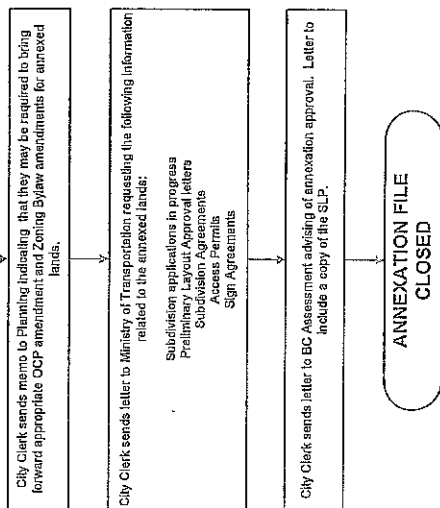 City Clerk sends memo to Planning indicating that they may be required to bring
forward appropriate OCP amendment and Zoning Bylaw amendments for annexed
lands.
City Clerk sends letter to Ministry of Transportation requesting the following information
related to the annexed lands:
Subdivision applications in progress
Preliminary Layout Approval letters
Subdivision Agreements
Access Permits
Sign Agreements
City Clerk sends letter to BC Assessment advising of annexation approval. Letter to
include a copy of the SLP.
ANNEXATION FILE
CLOSED